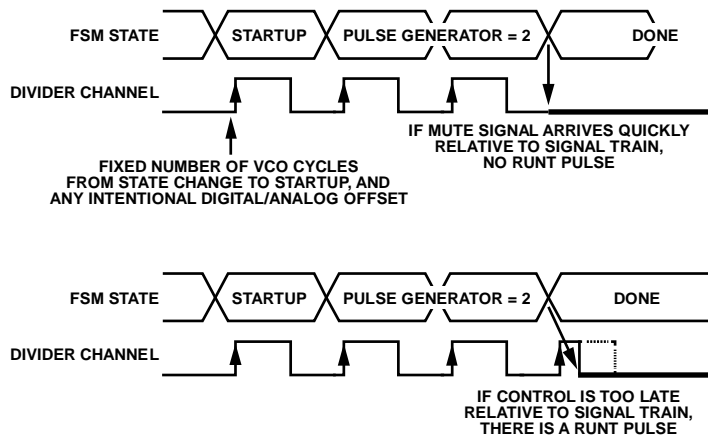 FSM STATE STARTUP PULSE GENERATOR = 2 DONE
DIVIDER CHANNEL
IF MUTE SIGNAL ARRIVES QUICKLY
RELATIVE TO SIGNAL TRAIN,
NO RUNT PULSE
FIXED NUMBER OF VCO CYCLES
FROM STATE CHANGE TO STARTUP, AND
ANY INTENTIONAL DIGITAL/ANALOG OFFSET
FSM STATE STARTUP PULSE GENERATOR = 2 DONE
DIVIDER CHANNEL
IF CONTROL IS TOO LATE
RELATIVE TO SIGNAL TRAIN,
THERE IS A RUNT PULSE